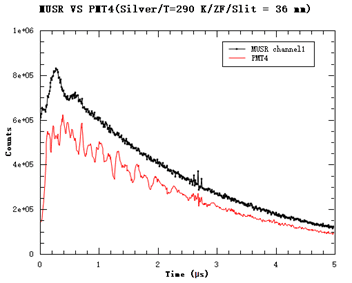 MUSR VS PMT4(Silver/T=290 K/ZF/Slit = 36 mm)
1e+06
8e+05
6e+05
4e+05
2e+05
0
Counts
MUSR channel1
PMT4
0 1 2 3 4 5
Time (μs)